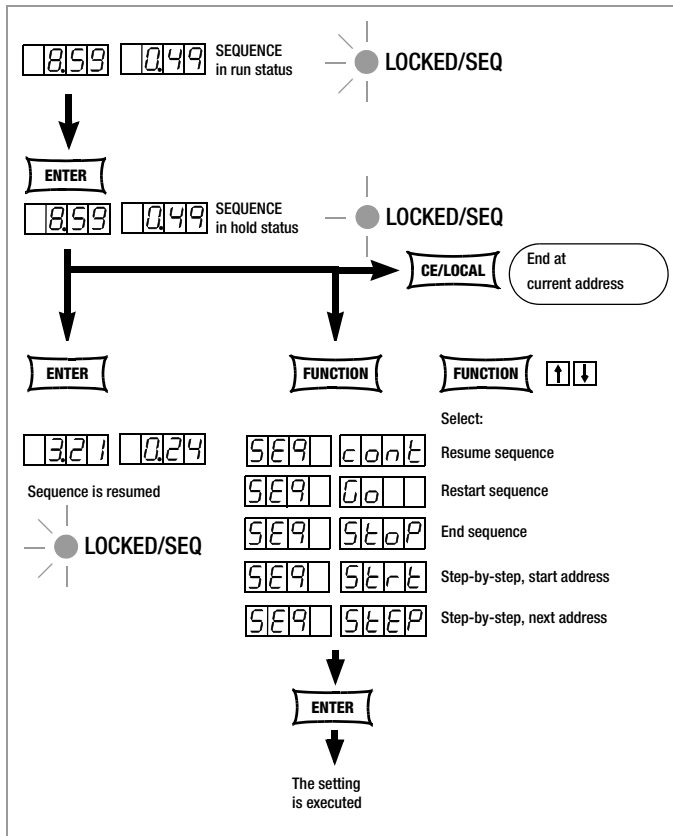 8.59 0.49 SEQUENCE
in run status
LOCKED/SEQ
ENTER
8.59 0.49 SEQUENCE
in hold status
LOCKED/SEQ
CE/LOCAL
End at
current address
ENTER
FUNCTION
FUNCTION ↑ ↓
Select:
3.21 0.24
Sequence is resumed
LOCKED/SEQ
SEq cont Resume sequence
SEq Go Restart sequence
SEq StoP End sequence
SEq Strt Step-by-step, start address
SEq StEP Step-by-step, next address
ENTER
The setting
is executed